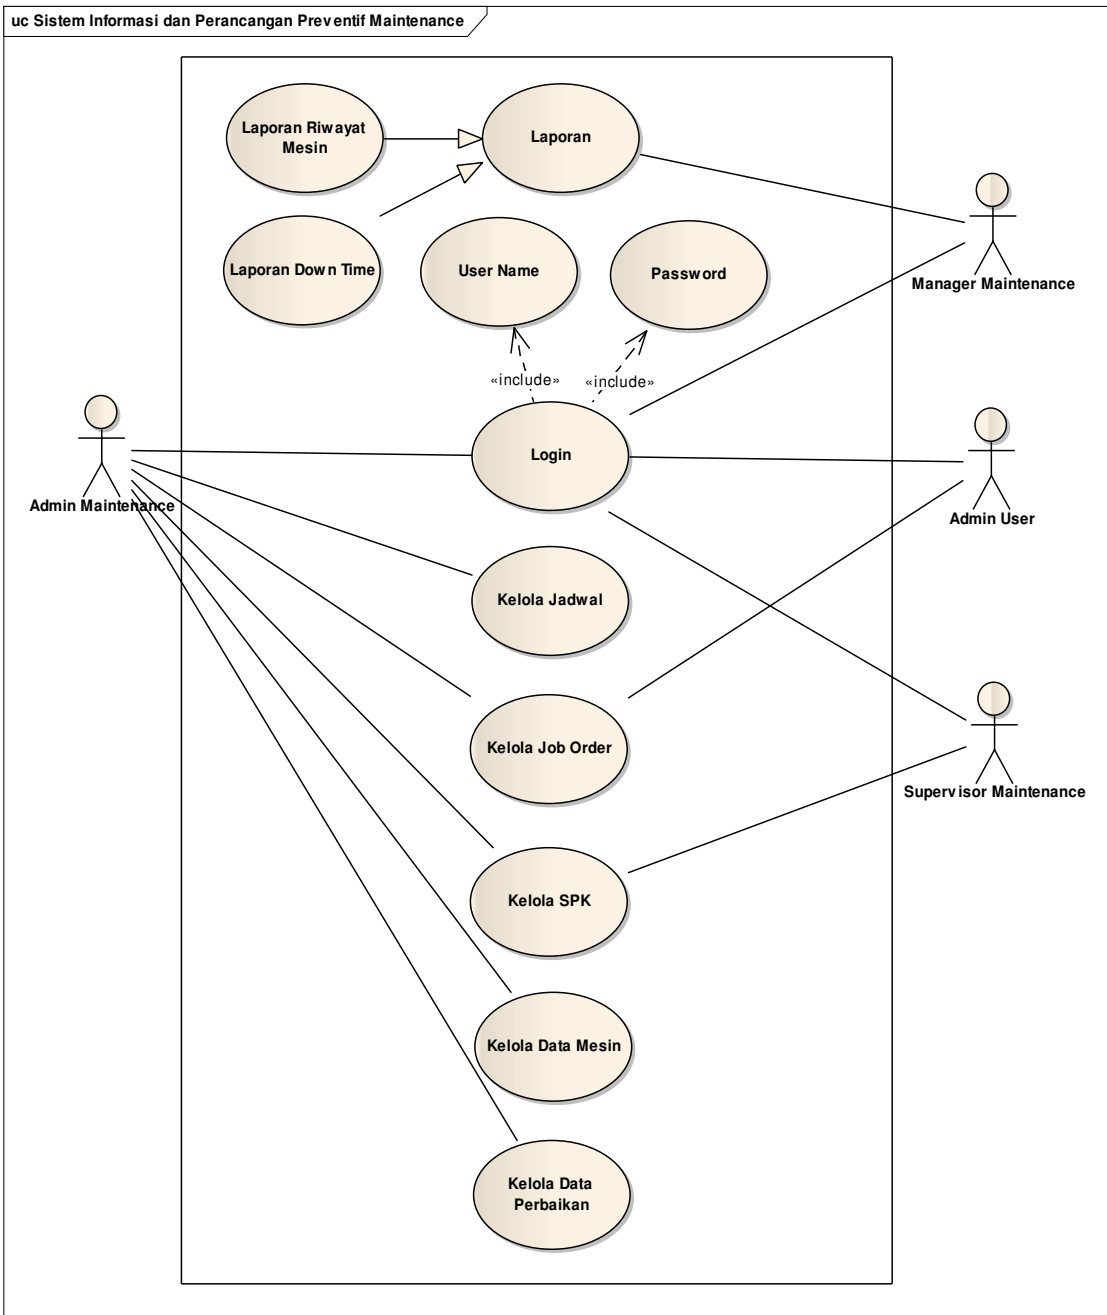 uc Sistem Informasi dan Perancangan Preventif Maintenance
Laporan Riwayat
Mesin
Laporan
Laporan Down Time
User Name
Password
Manager Maintenance
«include»
«include»
Login
Admin Maintenance
Admin User
Kelola Jadwal
Kelola Job Order
Supervisor Maintenance
Kelola SPK
Kelola Data Mesin
Kelola Data
Perbaikan